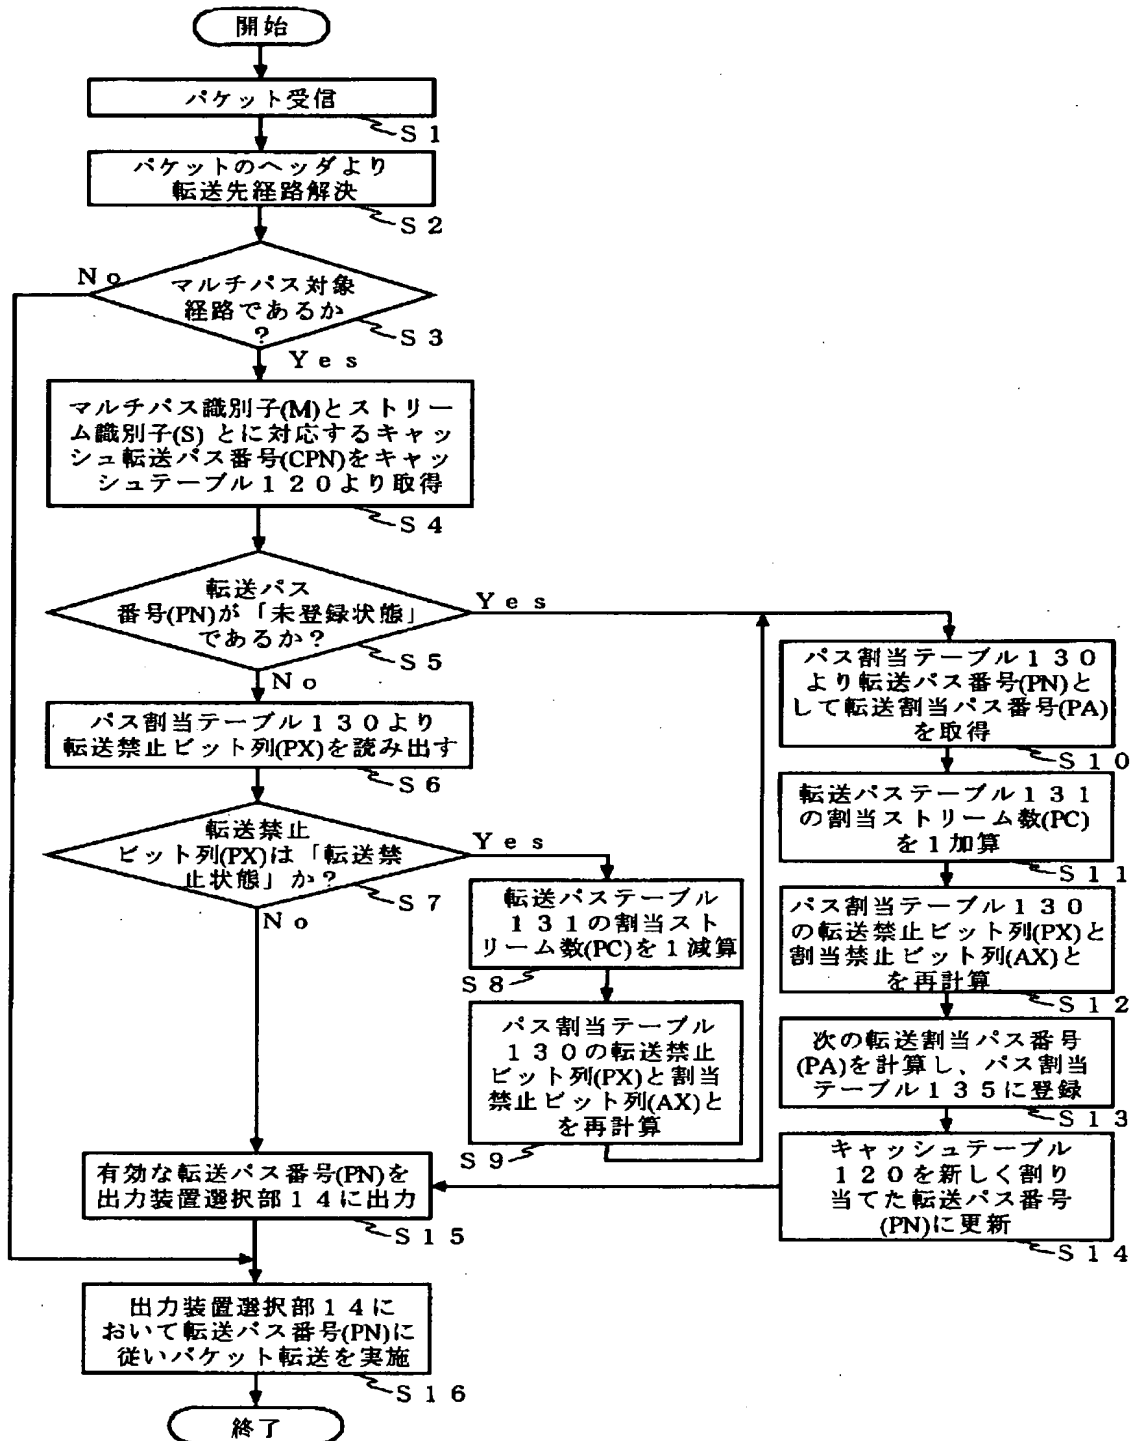 開始
パケット受信
S1
パケットのヘッダより
転送先経路解決
S2
No
マルチパス対象
経路であるか
?
S3
Yes
マルチパス識別子(M)とストリー
ム識別子(S)とに対応するキャッ
シュ転送パス番号(CPN)をキャッ
シュテーブル120より取得
S4
転送パス
番号(PN)が「未登録状態」
であるか?
S5
Yes
No
パス割当テーブル130より
転送禁止ビット列(PX)を読み出す
S6
転送禁止
ビット列(PX)は「転送禁
止状態」か?
S7
Yes
No
転送パステーブル
131の割当スト
リーム数(PC)を1減算
S8
パス割当テーブル
130の転送禁止
ビット列(PX)と割当
禁止ビット列(AX)と
を再計算
S9
パス割当テーブル130
より転送パス番号(PN)と
して転送割当パス番号(PA)
を取得
S10
転送パステーブル131
の割当ストリーム数(PC)
を1加算
S11
パス割当テーブル130
の転送禁止ビット列(PX)と
割当禁止ビット列(AX)と
を再計算
S12
次の転送割当パス番号
(PA)を計算し、パス割当
テーブル135に登録
S13
キャッシュテーブル
120を新しく割り
当てた転送パス番号
(PN)に更新
S14
有効な転送パス番号(PN)を
出力装置選択部14に出力
S15
出力装置選択部14に
おいて転送パス番号(PN)に
従いパケット転送を実施
S16
終了